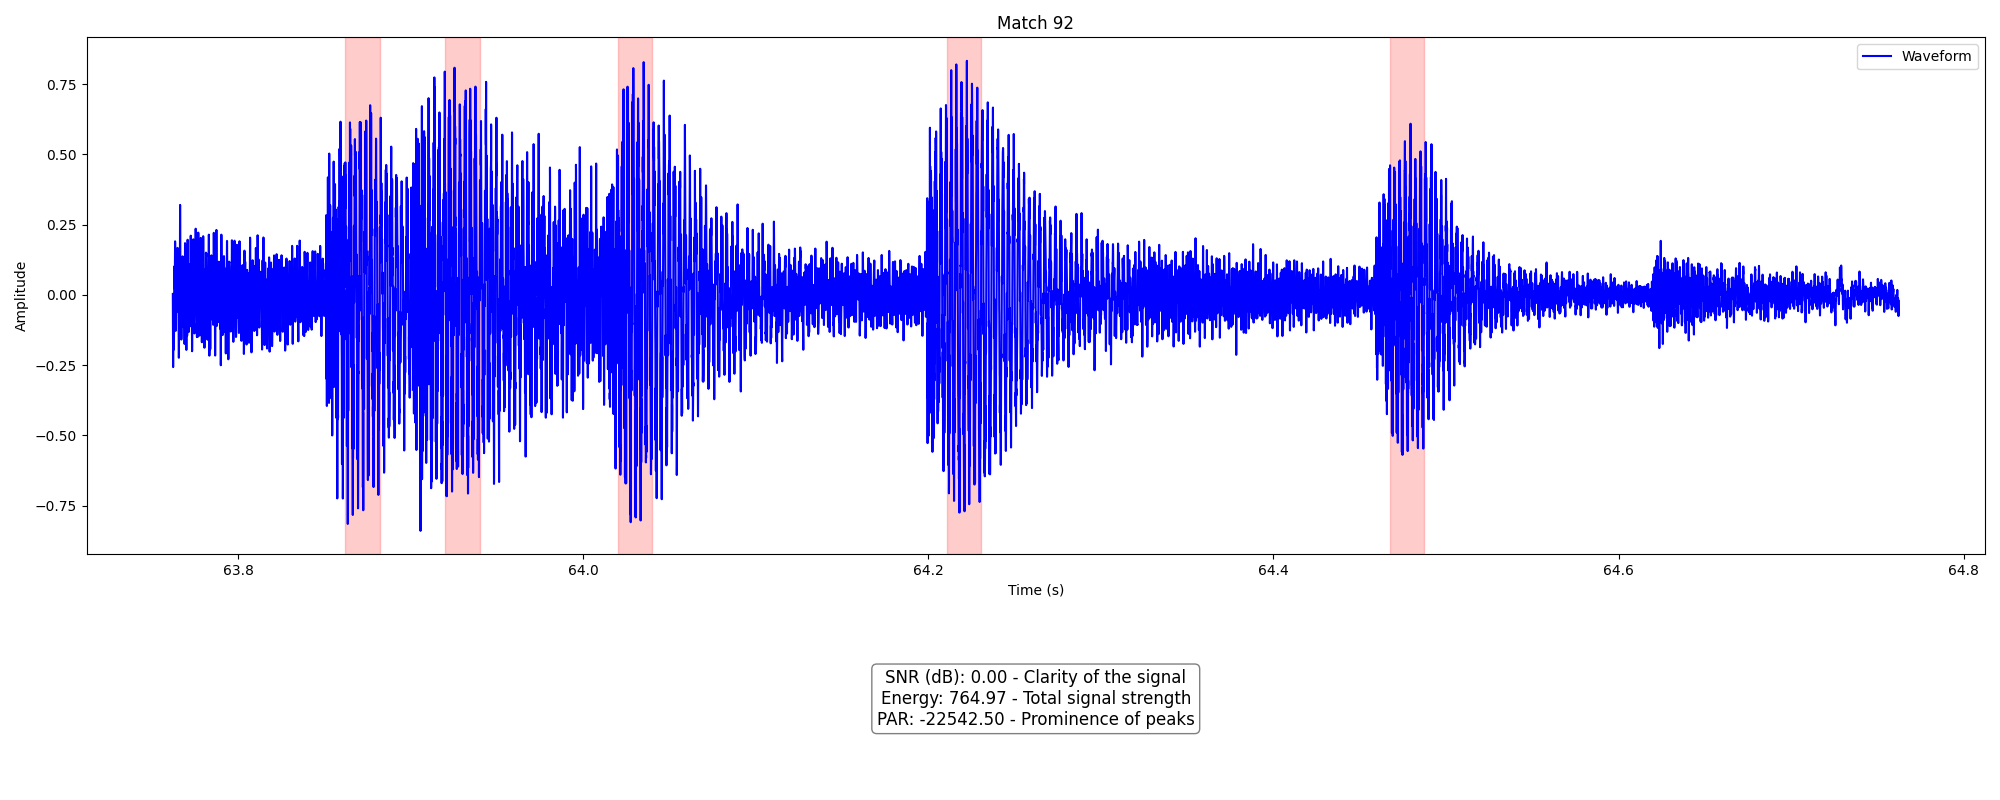 Match 92
Waveform
0.75
0.50
0.25
0.00
−0.25
−0.50
−0.75
Amplitude
63.8
64.0
64.2
64.4
64.6
64.8
Time (s)
SNR (dB): 0.00 - Clarity of the signal
Energy: 764.97 - Total signal strength
PAR: -22542.50 - Prominence of peaks